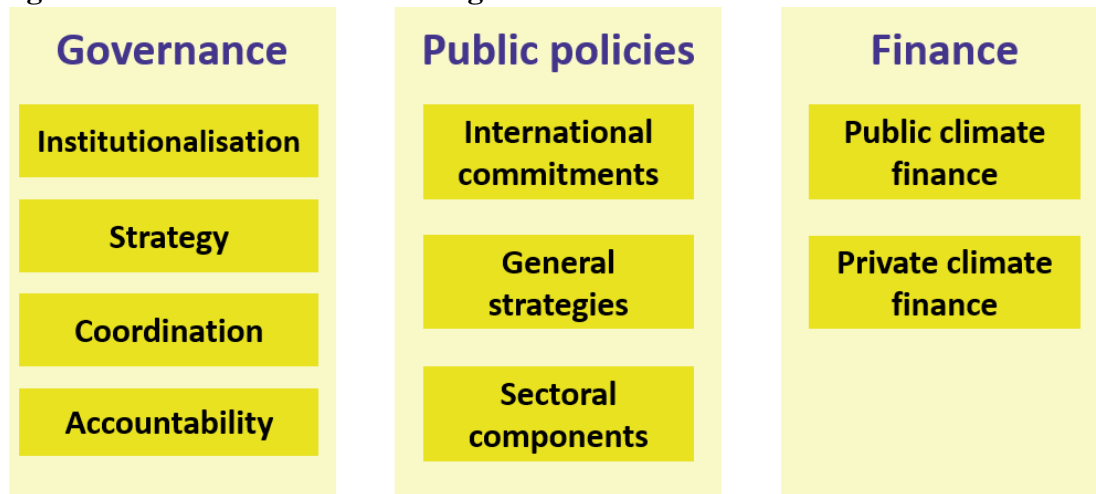 Governance
Institutionalisation
Strategy
Coordination
Accountability
Public policies
International
commitments
General
strategies
Sectoral
components
Finance
Public climate
finance
Private climate
finance